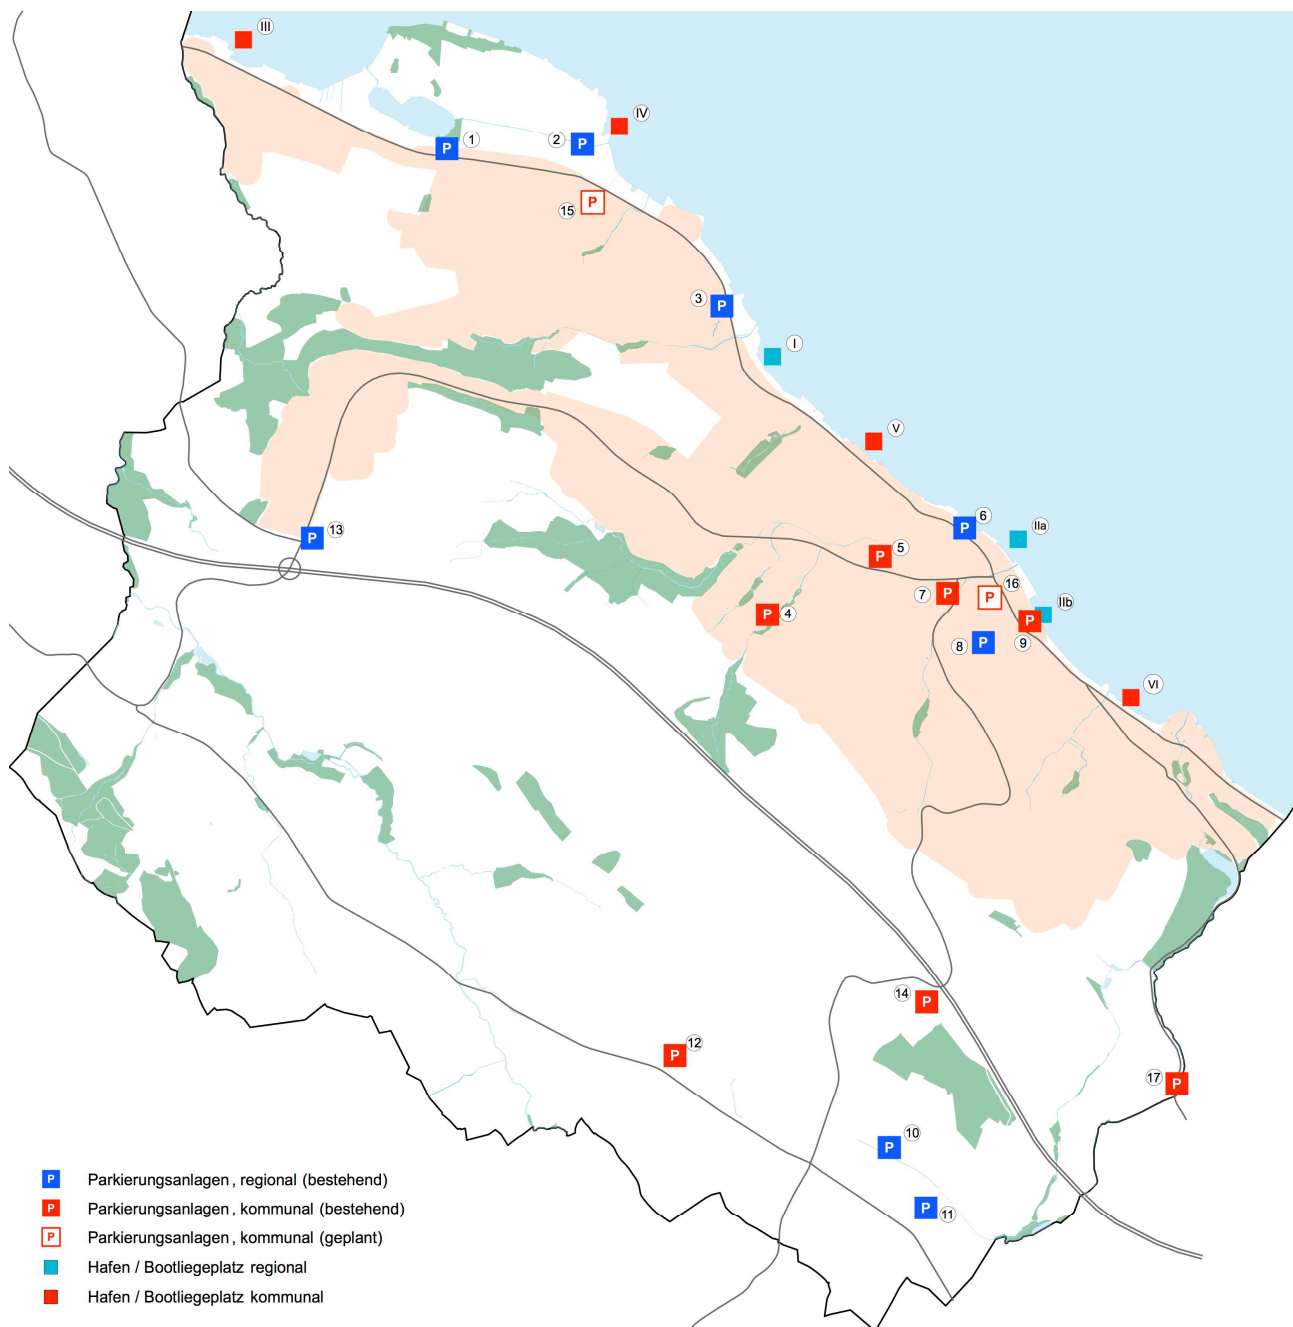 III
IV
P
1
2
P
P
15
3
P
I
V
13
P
6
P
IIa
5
P
7
P
16
P
4
P
IIb
P
9
8
P
VI
14
P
12
P
17
P
10
P
P
11
P Parkierungsanlagen, regional (bestehend)
P Parkierungsanlagen, kommunal (bestehend)
P Parkierungsanlagen, kommunal (geplant)
Hafen / Bootliegeplatz regional
Hafen / Bootliegeplatz kommunal